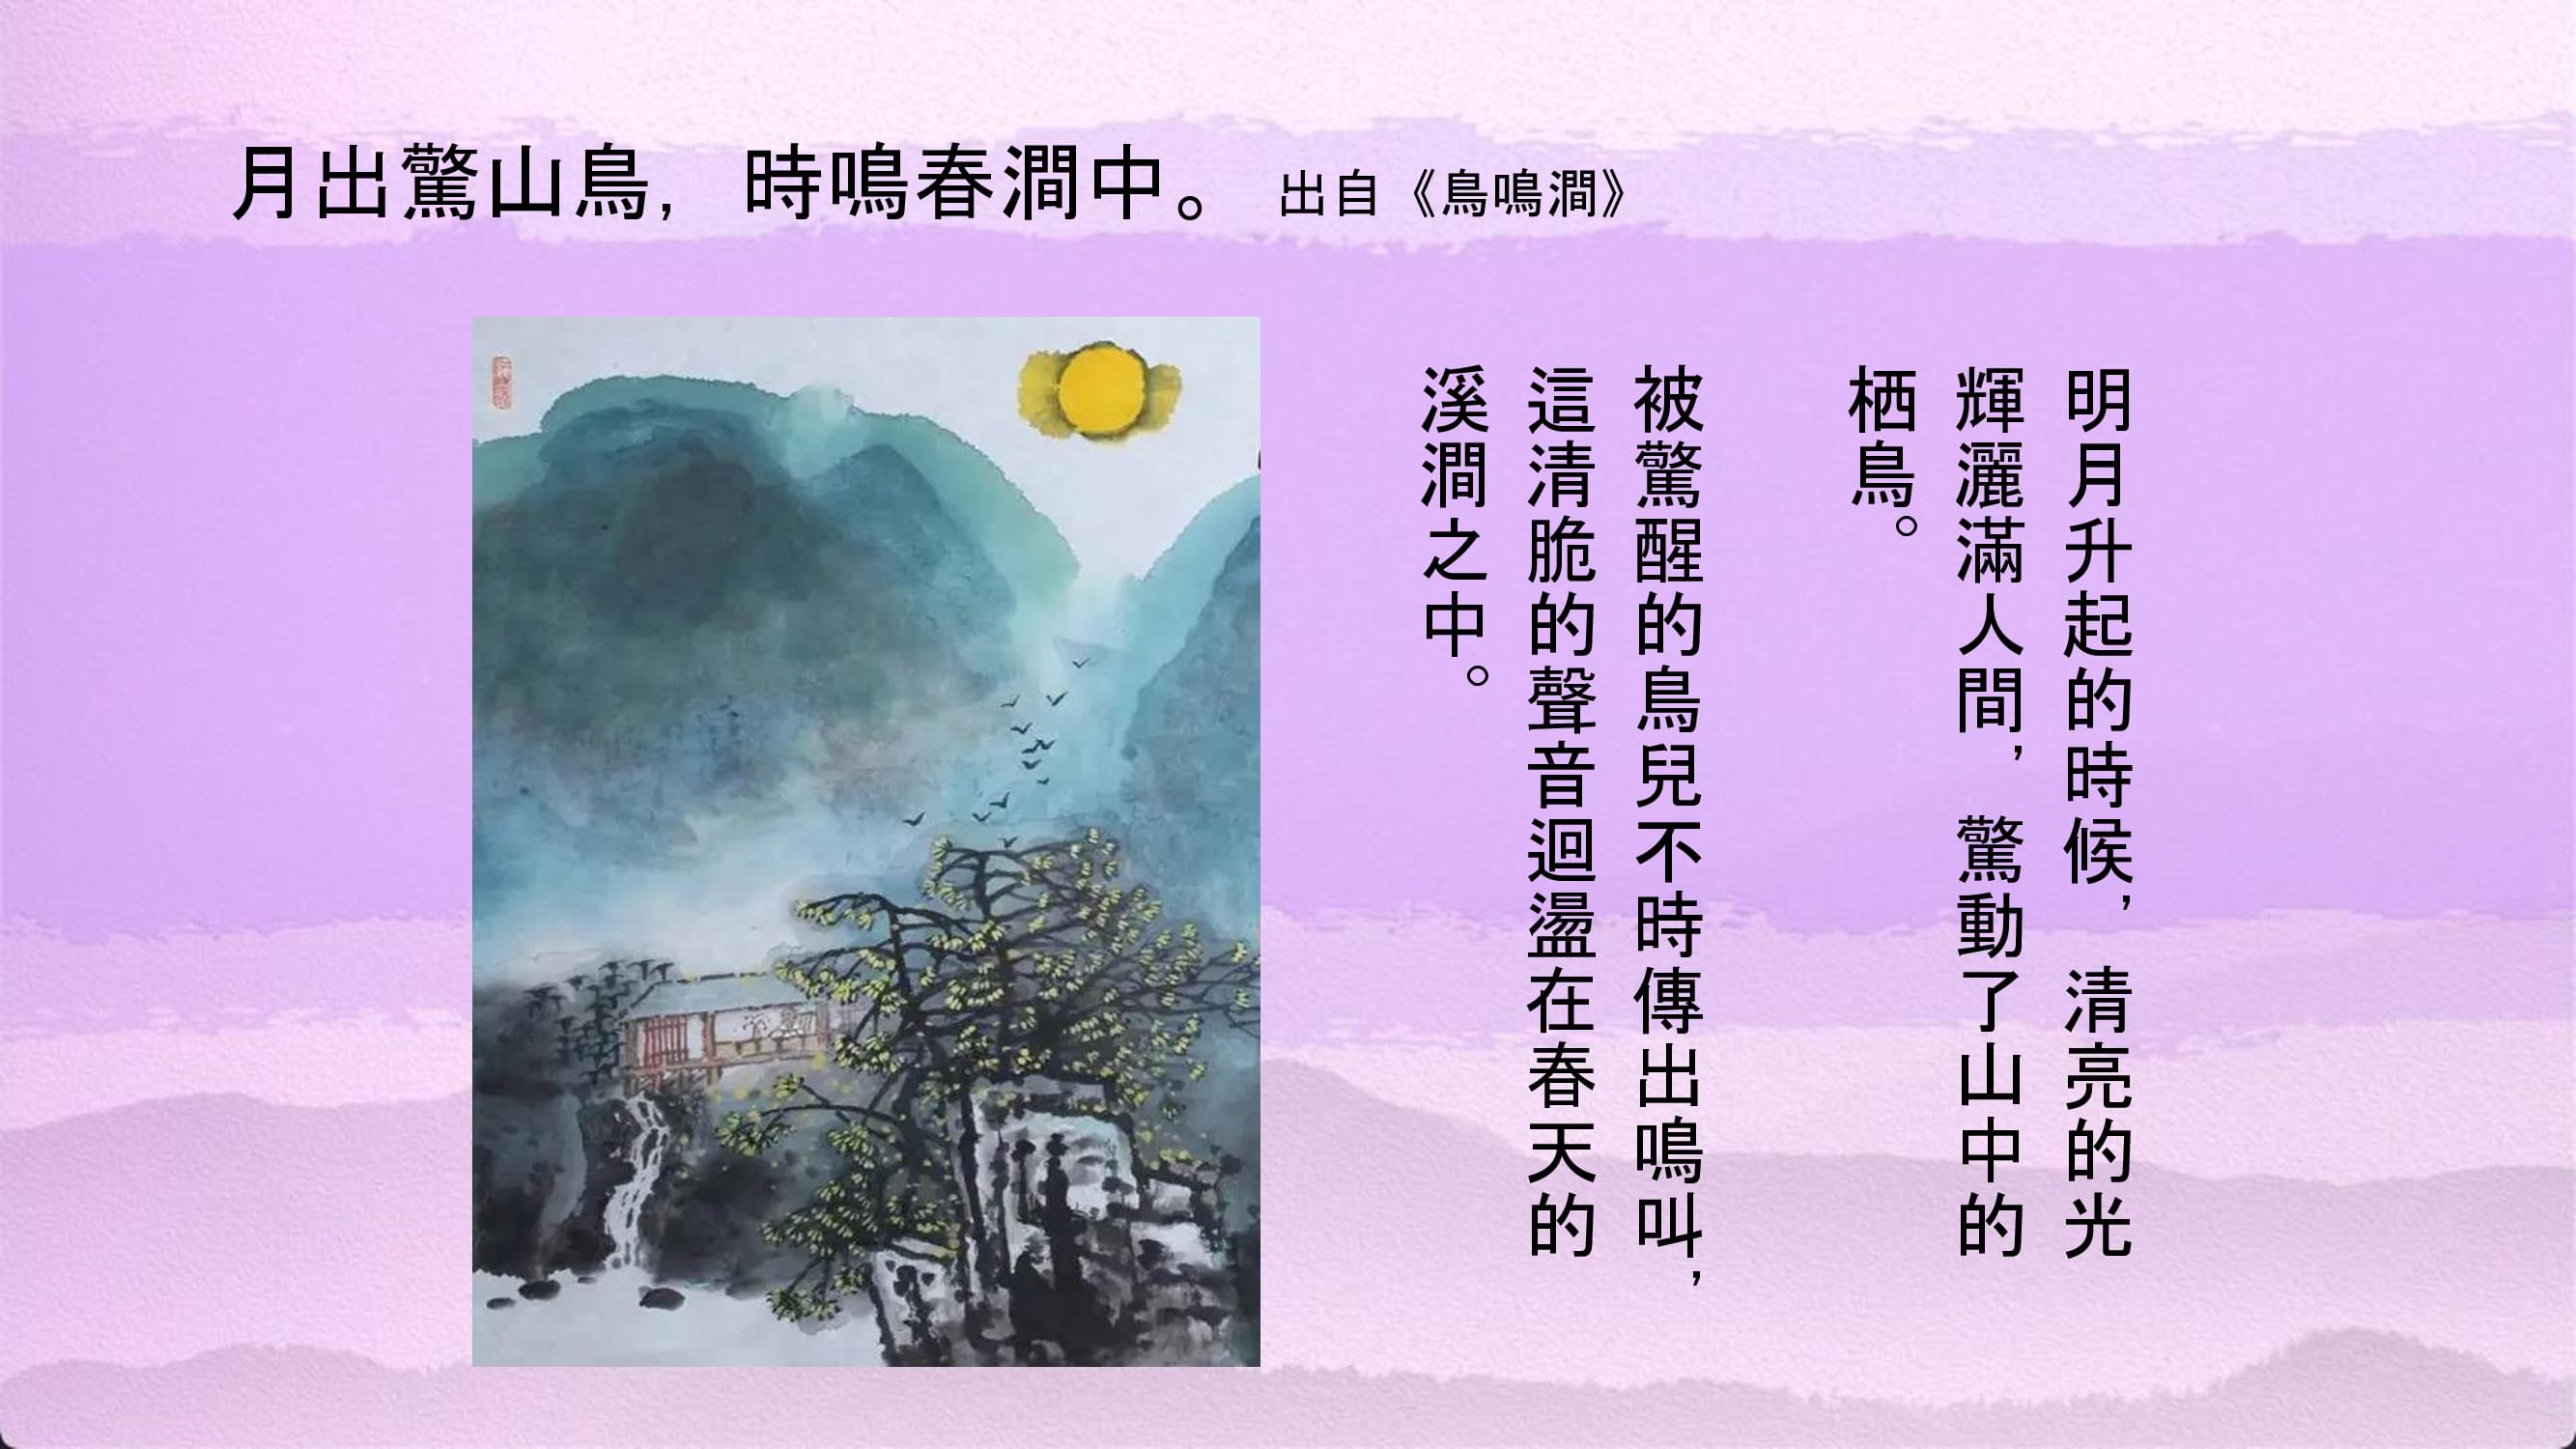 月出驚山鳥，時鳴春澗中。 出自《鳥鳴澗》
明月升起的時候，清亮的光
輝灑滿人間，驚動了山中的
栖鳥。
被驚醒的鳥兒不時傳出鳴叫，
這清脆的聲音迴盪在春天的
溪澗之中。